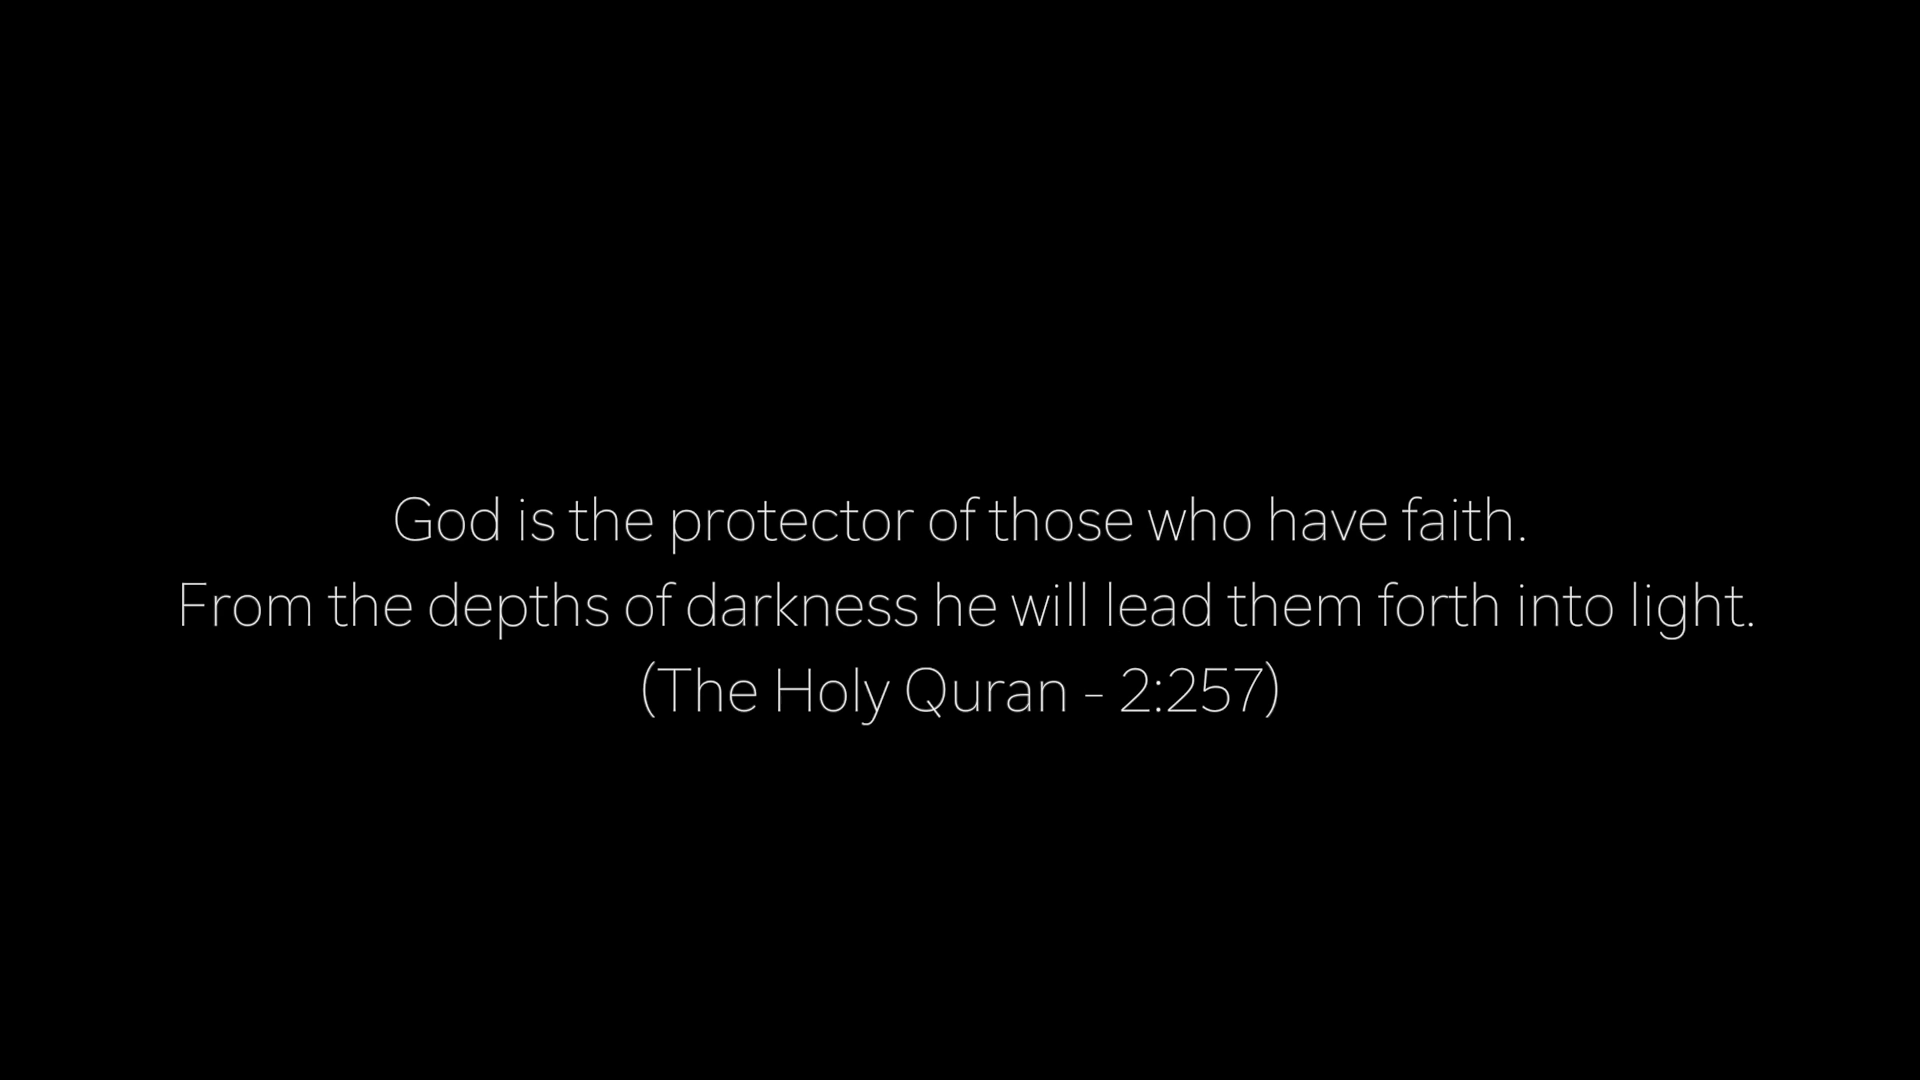 God is the protector of those who have faith.
From the depths of darkness he will lead them forth into light.
(The Holy Quran - 2:257)